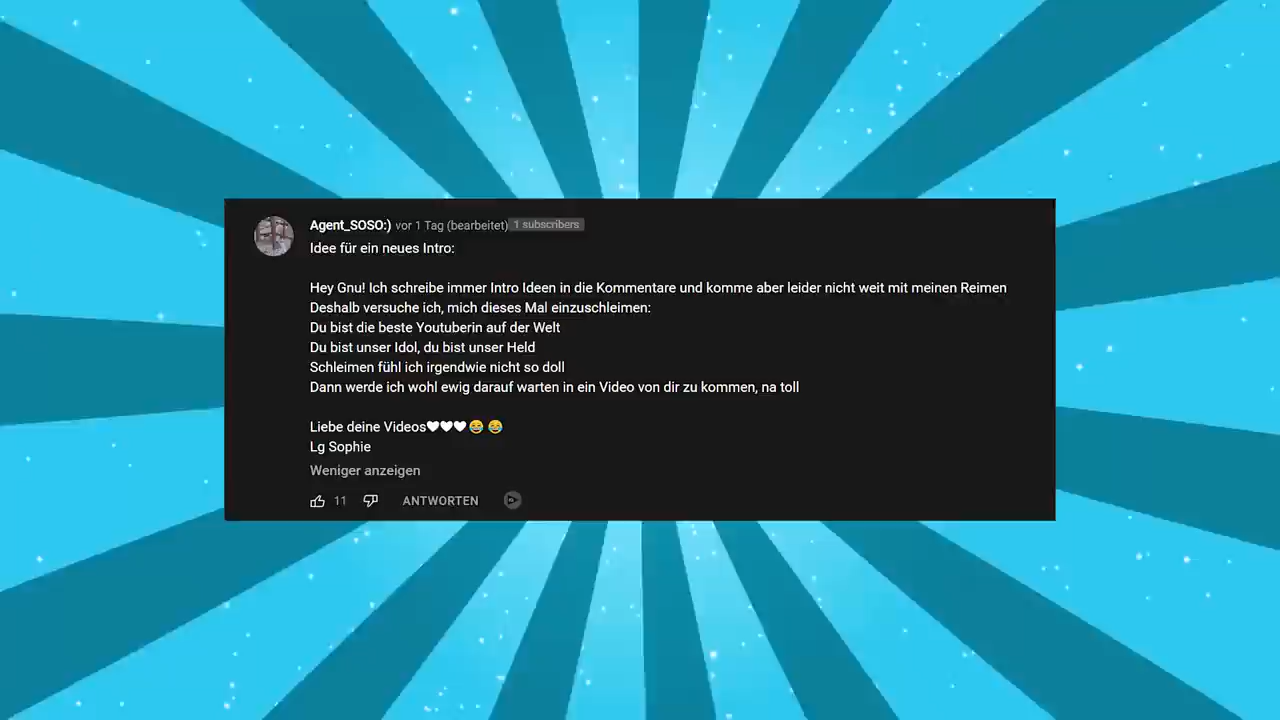 Agent_SOSO:) vor 1 Tag (bearbeitet) 1 subscribers
Idee für ein neues Intro:
Hey Gnu! Ich schreibe immer Intro Ideen in die Kommentare und komme aber leider nicht weit mit meinen Reimen
Deshalb versuche ich, mich dieses Mal einzuschleimen:
Du bist die beste Youtuberin auf der Welt
Du bist unser Idol, du bist unser Held
Schleimen fühl ich irgendwie nicht so doll
Dann werde ich wohl ewig darauf warten in ein Video von dir zu kommen, na toll
Liebe deine Videos🤍🤍🤍😂 😂
Lg Sophie
Weniger anzeigen
11 ANTWORTEN